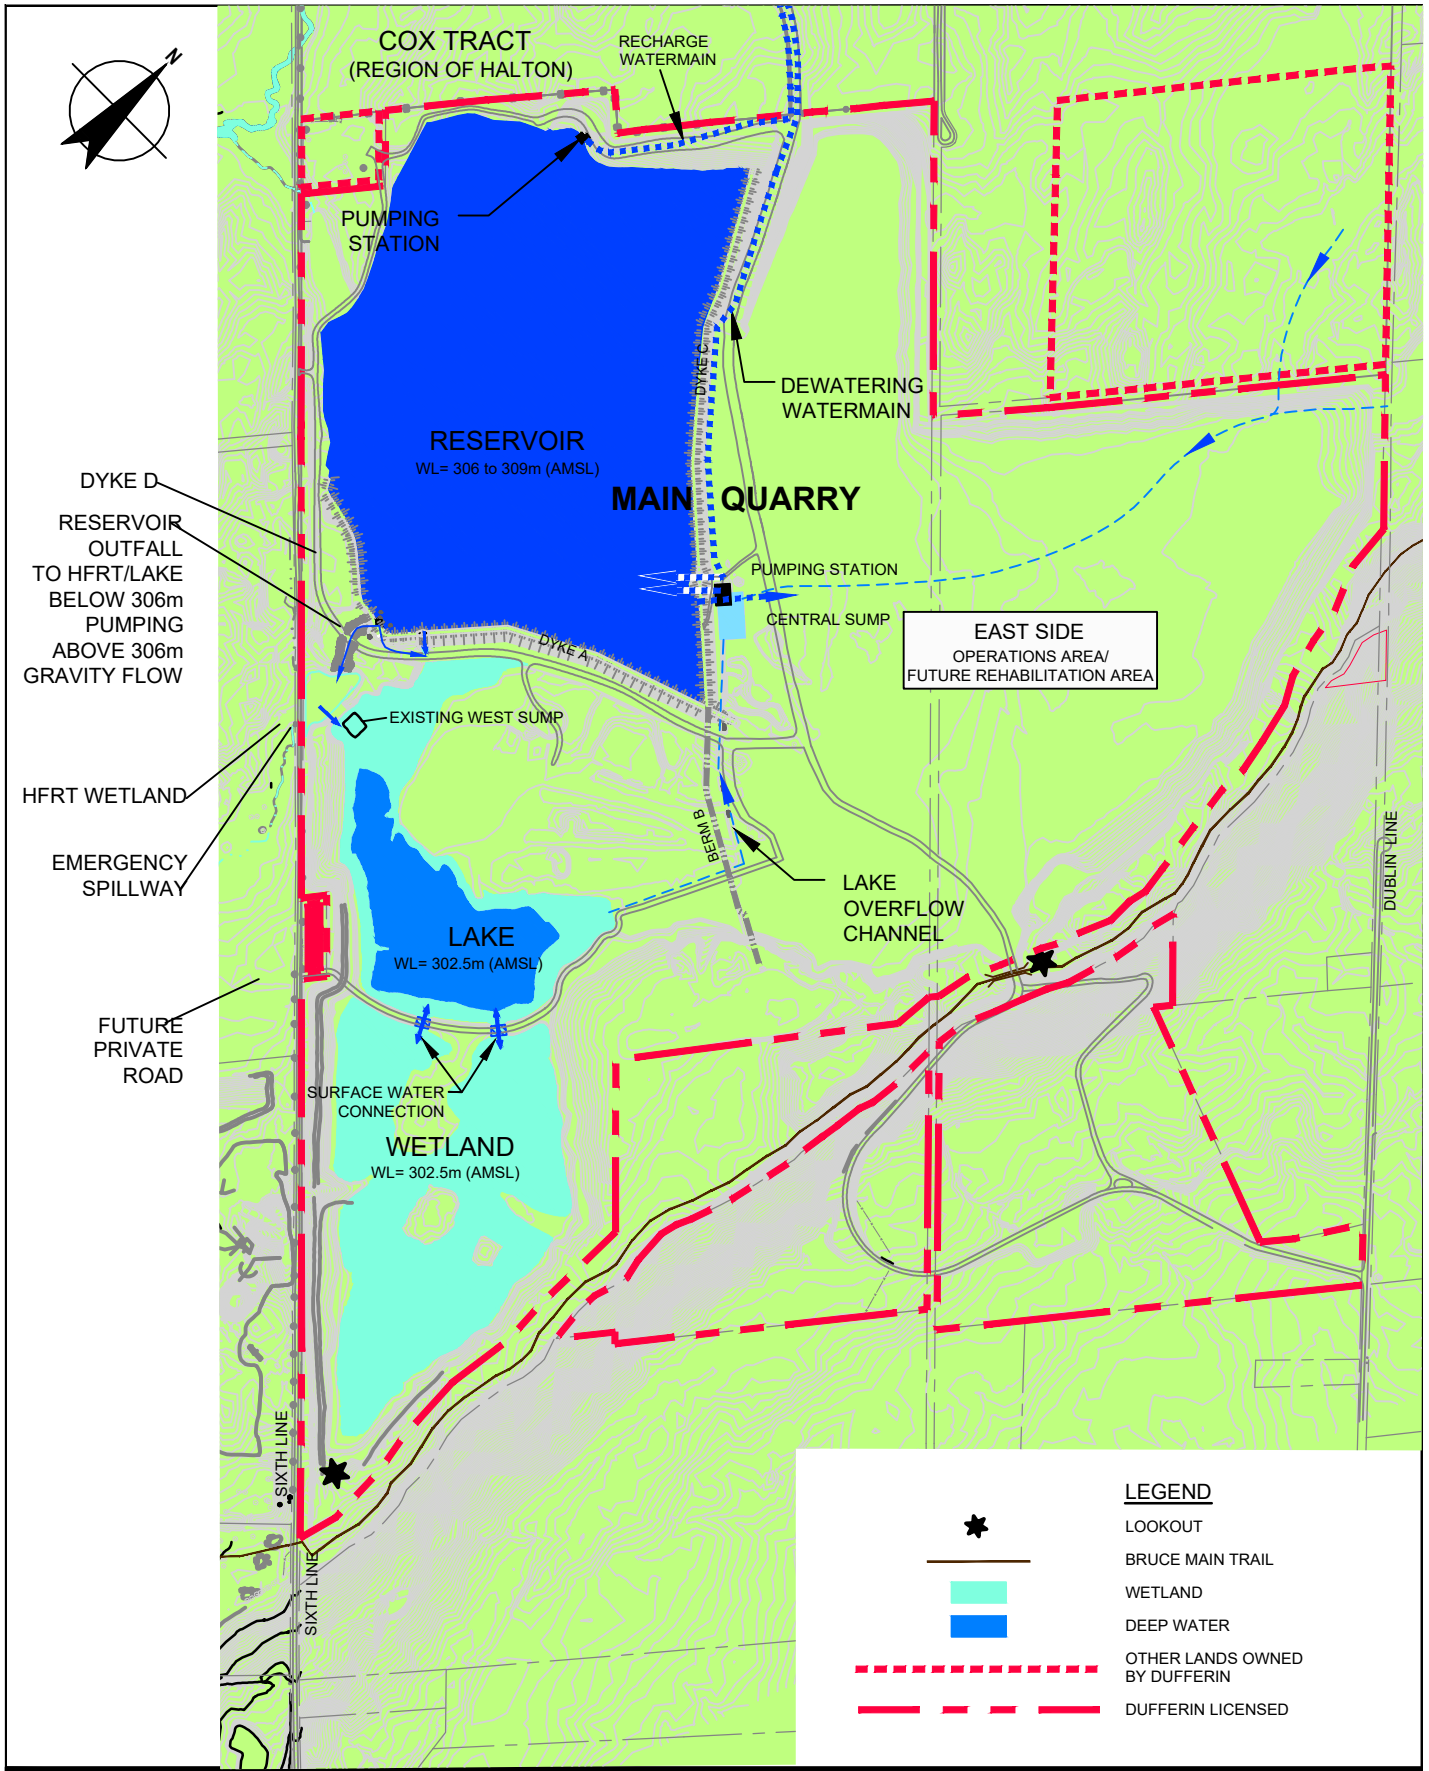 N
COX TRACT
(REGION OF HALTON)
RECHARGE
WATERMAIN
PUMPING
STATION
DYKE C
DEWATERING
WATERMAIN
RESERVOIR
WL= 306 to 309m (AMSL)
MAIN QUARRY
DYKE D
RESERVOIR
OUTFALL
TO HFRT/LAKE
BELOW 306m
PUMPING
ABOVE 306m
GRAVITY FLOW
PUMPING STATION
CENTRAL SUMP
EAST SIDE
OPERATIONS AREA/
FUTURE REHABILITATION AREA
DYKE A
EXISTING WEST SUMP
HFRT WETLAND
EMERGENCY
SPILLWAY
BERM B
LAKE
OVERFLOW
CHANNEL
DUBLIN LINE
LAKE
WL= 302.5m (AMSL)
FUTURE
PRIVATE
ROAD
SURFACE WATER
CONNECTION
WETLAND
WL= 302.5m (AMSL)
SIXTH LINE
SIXTH LINE
LEGEND
LOOKOUT
BRUCE MAIN TRAIL
WETLAND
DEEP WATER
OTHER LANDS OWNED
BY DUFFERIN
DUFFERIN LICENSED